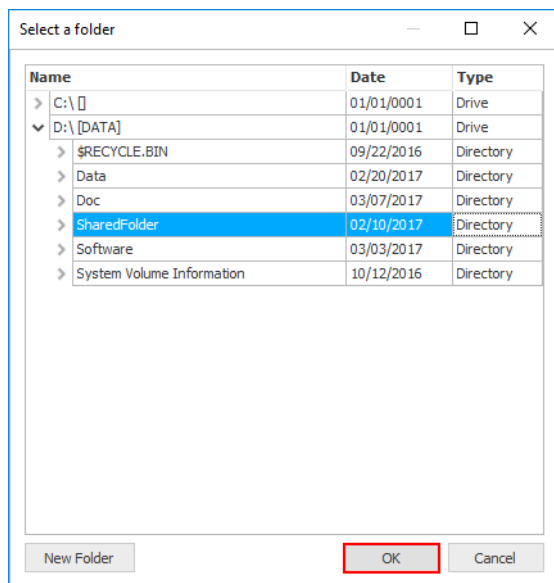 Select a folder
Name Date Type
C:\ [] 01/01/0001 Drive
D:\ [DATA] 01/01/0001 Drive
$RECYCLE.BIN 09/22/2016 Directory
Data 02/20/2017 Directory
Doc 03/07/2017 Directory
SharedFolder 02/10/2017 Directory
Software 03/03/2017 Directory
System Volume Information 10/12/2016 Directory
New Folder OK Cancel